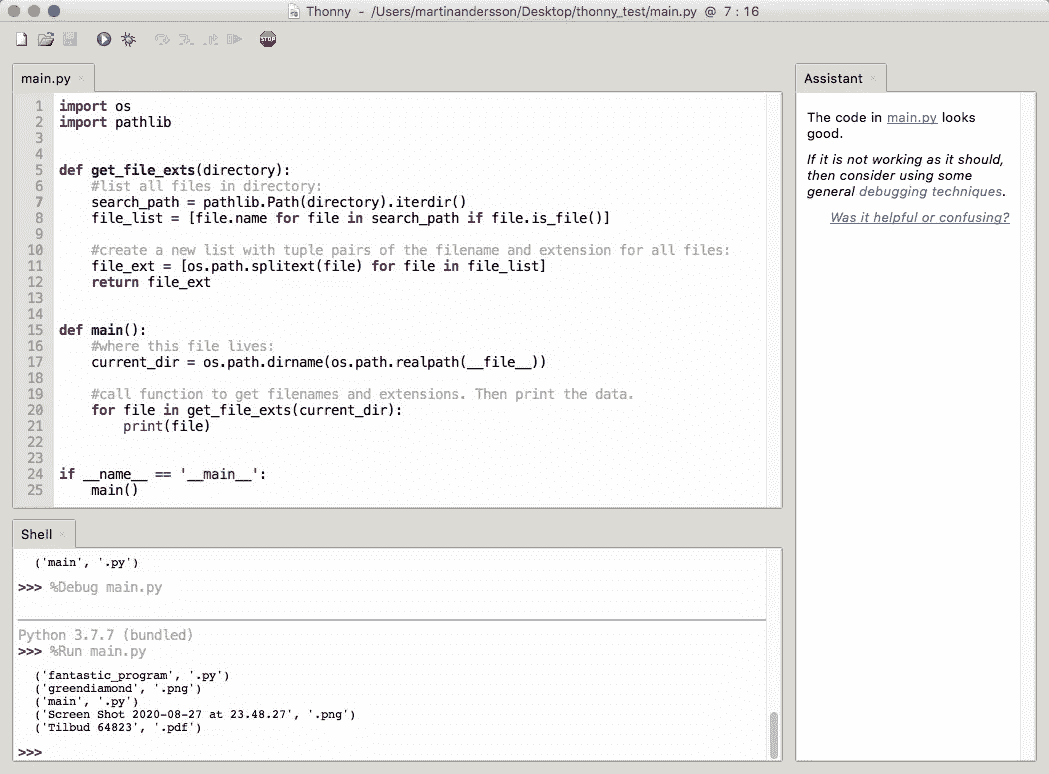 Thonny - /Users/martinandersson/Desktop/thonny_test/main.py @ 7 : 16
STOP
main.py ×
1 import os
2 import pathlib
3
4
5 def get_file_exts(directory):
6     #list all files in directory:
7     search_path = pathlib.Path(directory).iterdir()
8     file_list = [file.name for file in search_path if file.is_file()]
9
10     #create a new list with tuple pairs of the filename and extension for all files:
11     file_ext = [os.path.splitext(file) for file in file_list]
12     return file_ext
13
14
15 def main():
16     #where this file lives:
17     current_dir = os.path.dirname(os.path.realpath(__file__))
18
19     #call function to get filenames and extensions. Then print the data.
20     for file in get_file_exts(current_dir):
21         print(file)
22
23
24 if __name__ == '__main__':
25     main()
Shell ×
('main', '.py')
>>> %Debug main.py
Python 3.7.7 (bundled)
>>> %Run main.py
('fantastic_program', '.py')
('greendiamond', '.png')
('main', '.py')
('Screen Shot 2020-08-27 at 23.48.27', '.png')
('Tilbud 64823', '.pdf')
>>>
Assistant ×
The code in main.py looks
good.
If it is not working as it should,
then consider using some
general debugging techniques.
Was it helpful or confusing?